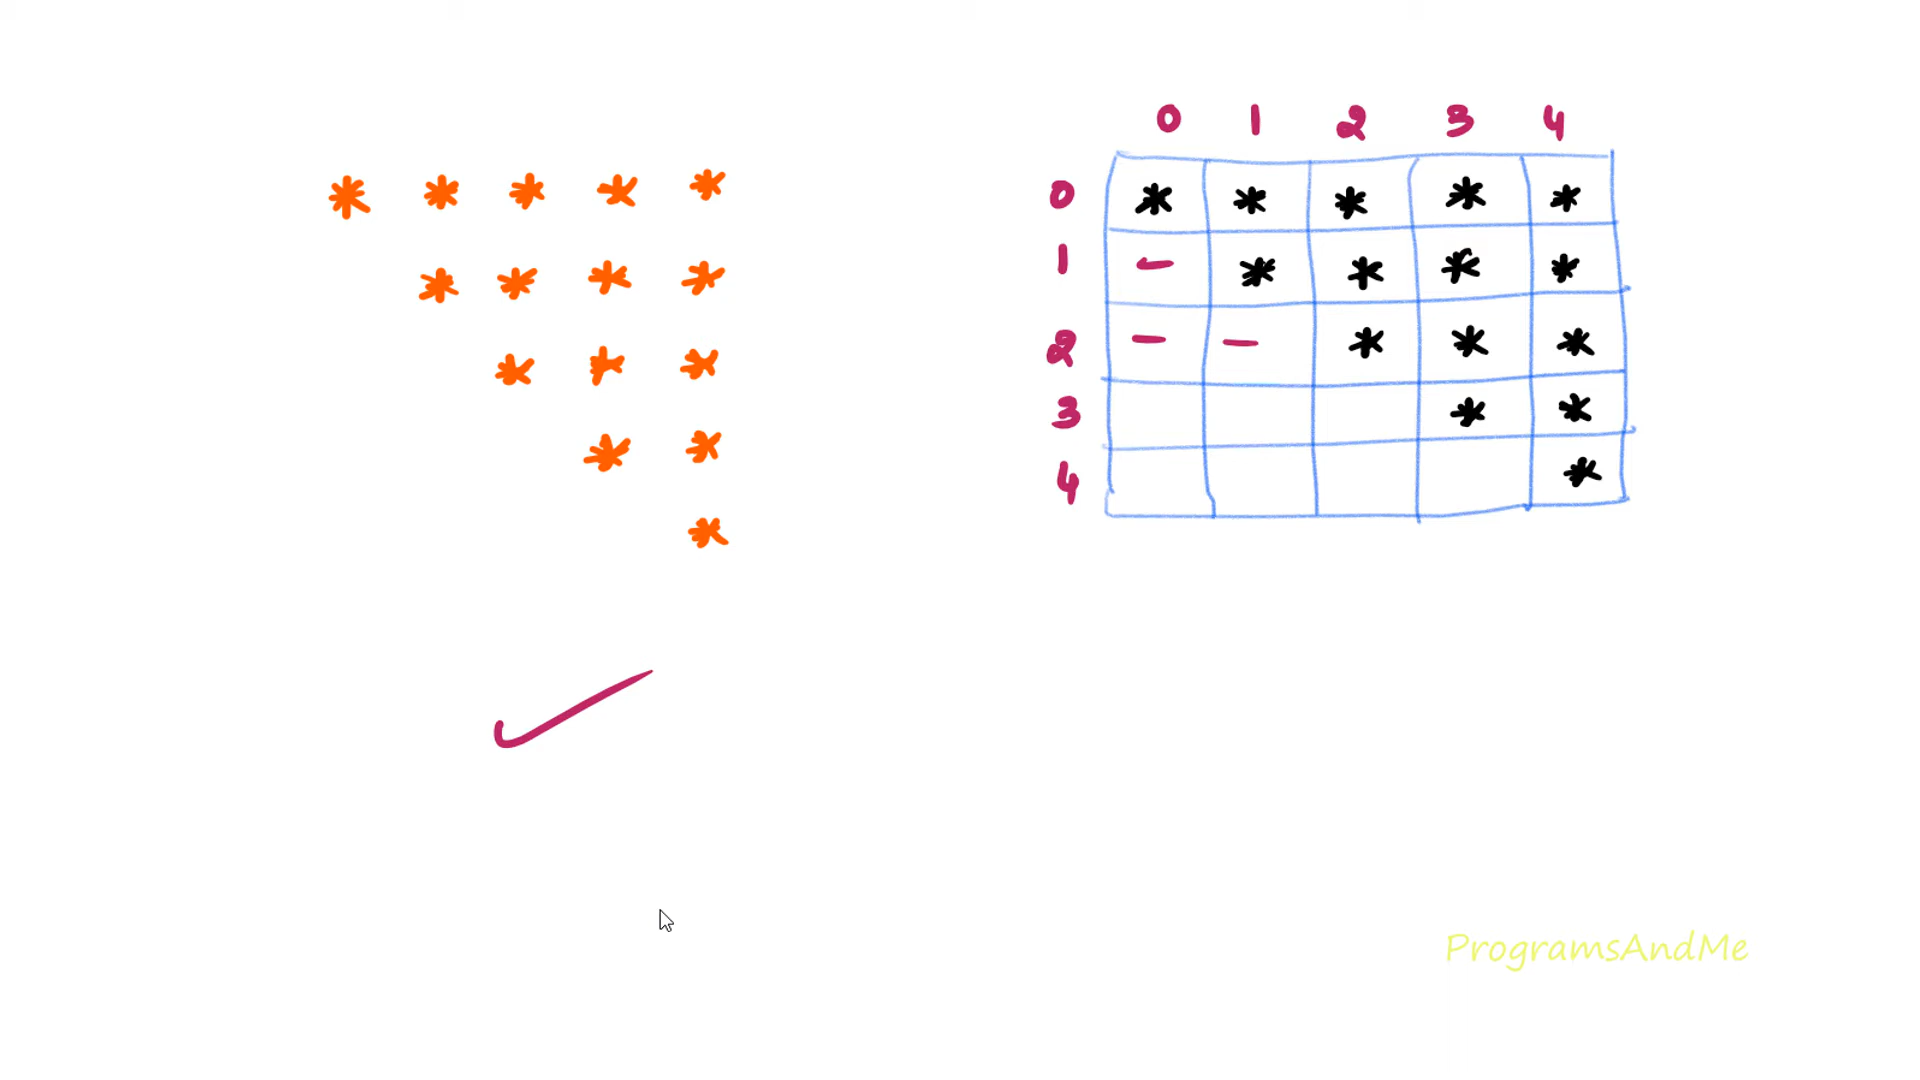 * * * * *
* * * *
* * *
* *
*
0 1 2 3 4
0 * * * * *
1 - * * * *
2 - - * * *
3 * *
4 *
ProgramsAndMe